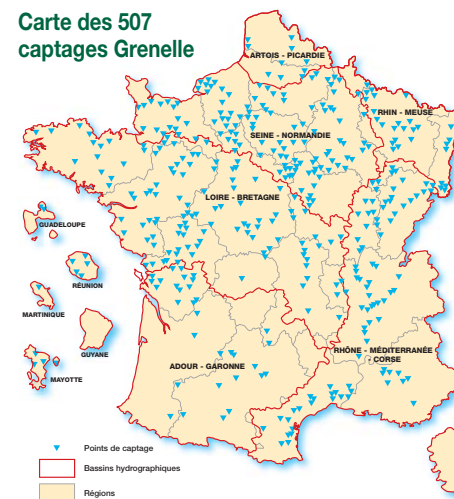 Carte des 507
captages Grenelle
ARTOIS - PICARDIE
RHIN - MEUSE
SEINE - NORMANDIE
LOIRE - BRETAGNE
GUADELOUPE
RÉUNION
MARTINIQUE
GUYANE
MAYOTTE
RHÔNE - MÉDITERRANÉE
- CORSE
ADOUR - GARONNE
Points de captage
Bassins hydrographiques
Régions